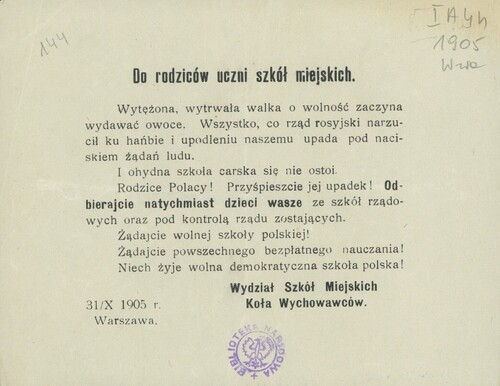 144
I A 4h
1905
W-wa
Do rodziców uczni szkół miejskich.
Wytężona, wytrwała walka o wolność zaczyna
wydawać owoce. Wszystko, co rząd rosyjski narzu-
cił ku hańbie i upodleniu naszemu upada pod naci-
skiem żądań ludu.
I ohydna szkoła carska się nie ostoi.
Rodzice Polacy! Przyśpieszcie jej upadek! Od-
bierajcie natychmiast dzieci wasze ze szkół rządo-
wych oraz pod kontrolą rządu zostających.
Żądajcie wolnej szkoły polskiej!
Żądajcie powszechnego bezpłatnego nauczania!
Niech żyje wolna demokratyczna szkoła polska!
Wydział Szkół Miejskich
Koła Wychowawców.
31/X 1905 r.
Warszawa.
BIBLIOTEKA NARODOWA